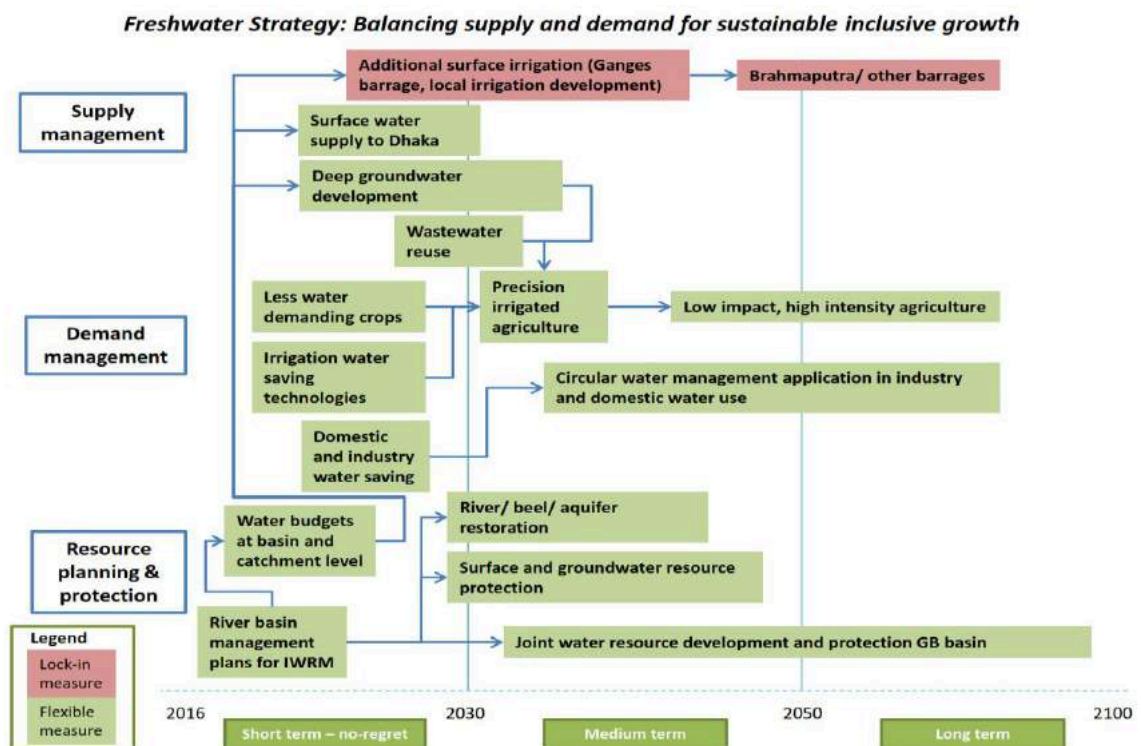 Freshwater Strategy: Balancing supply and demand for sustainable inclusive growth
Supply
management
Additional surface irrigation (Ganges
barrage, local irrigation development)
Brahmaputra/ other barrages
Surface water
supply to Dhaka
Deep groundwater
development
Wastewater
reuse
Demand
management
Less water
demanding crops
Precision
irrigated
agriculture
Low impact, high intensity agriculture
Irrigation water
saving
technologies
Circular water management application in industry
and domestic water use
Domestic
and industry
water saving
Resource
planning &
protection
Water budgets
at basin and
catchment level
River/ beel/ aquifer
restoration
Surface and groundwater resource
protection
River basin
management
plans for IWRM
Joint water resource development and protection GB basin
Legend
Lock-in
measure
Flexible
measure
2016
2030
2050
2100
Short term – no-regret
Medium term
Long term